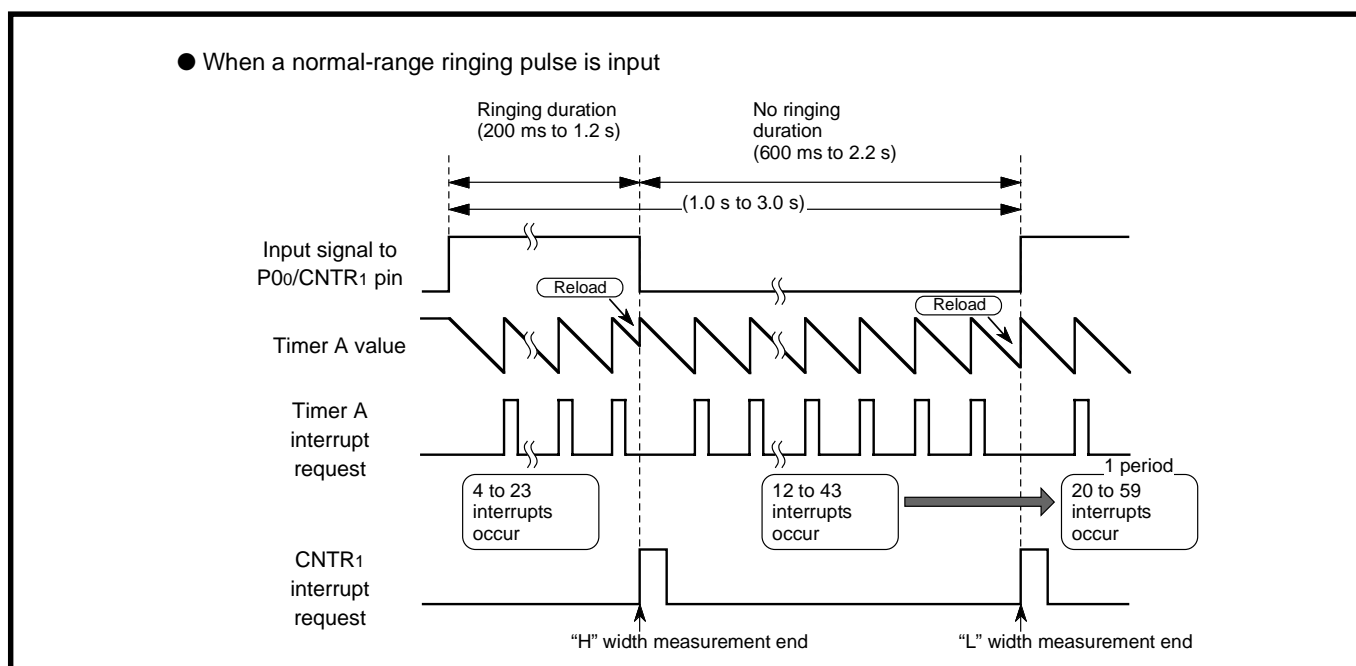 ● When a normal-range ringing pulse is input
Ringing duration
(200 ms to 1.2 s)
No ringing
duration
(600 ms to 2.2 s)
(1.0 s to 3.0 s)
Input signal to
P00/CNTR1 pin
Reload
Reload
Timer A value
Timer A
interrupt
request
1 period
4 to 23
interrupts
occur
12 to 43
interrupts
occur
20 to 59
interrupts
occur
CNTR1
interrupt
request
“H” width measurement end
“L” width measurement end